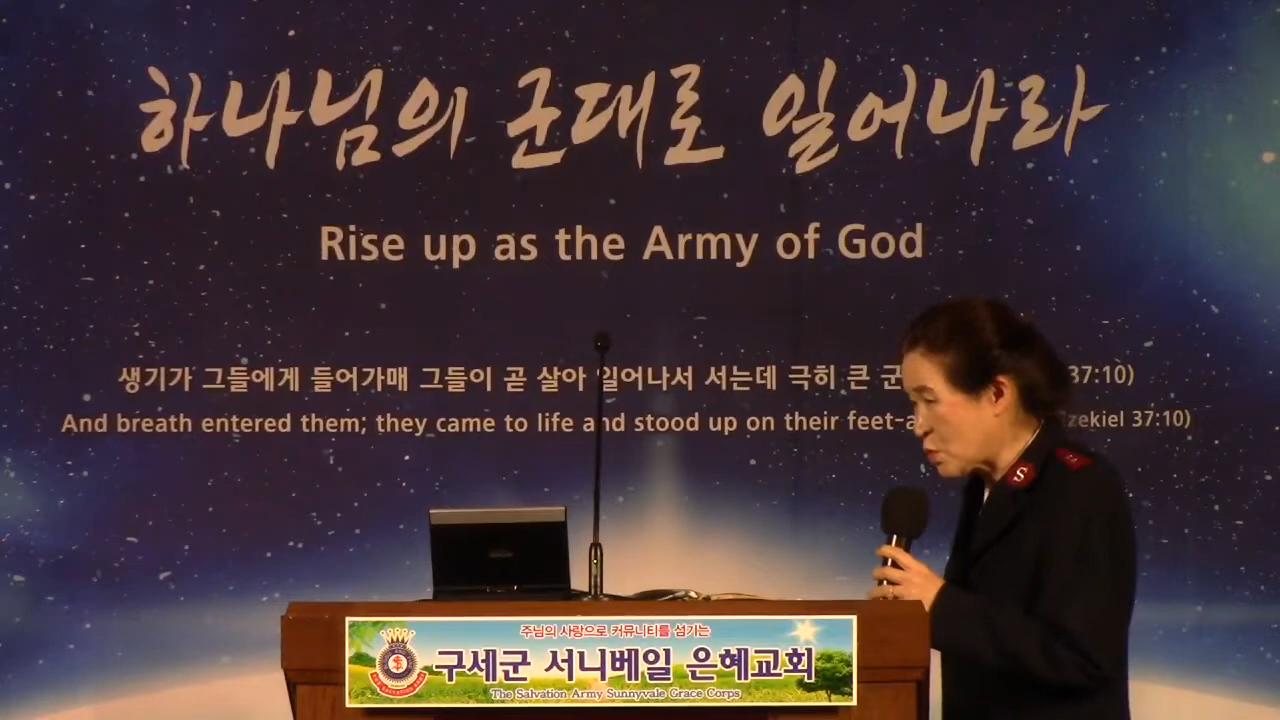 하나님의 군대로 일어나라
Rise up as the Army of God
생기가 그들에게 들어가매 그들이 곧 살아 일어나서 서는데 극히 큰 37:10)
And breath entered them; they came to life and stood up on their feet-a Ezekiel 37:10)
S
주님의 사랑으로 커뮤니티를 섬기는
구세군 서니베일 은혜교회
The Salvation Army Sunnyvale Grace Corps